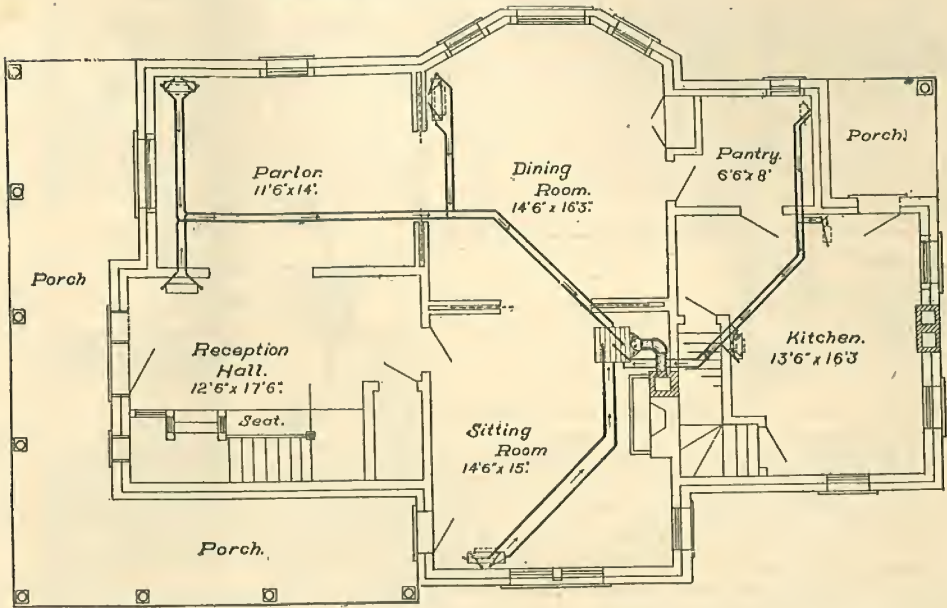 Parlor.
11'6"x14'.
Dining
Room.
14'6" x 16'3".
Pantry.
6'6"x 8'
Porch.
Porch
Reception
Hall.
12'6"x 17'6".
Seat.
Kitchen.
13'6" x 16'3
Sitting
Room
14'6"x 15'.
Porch.